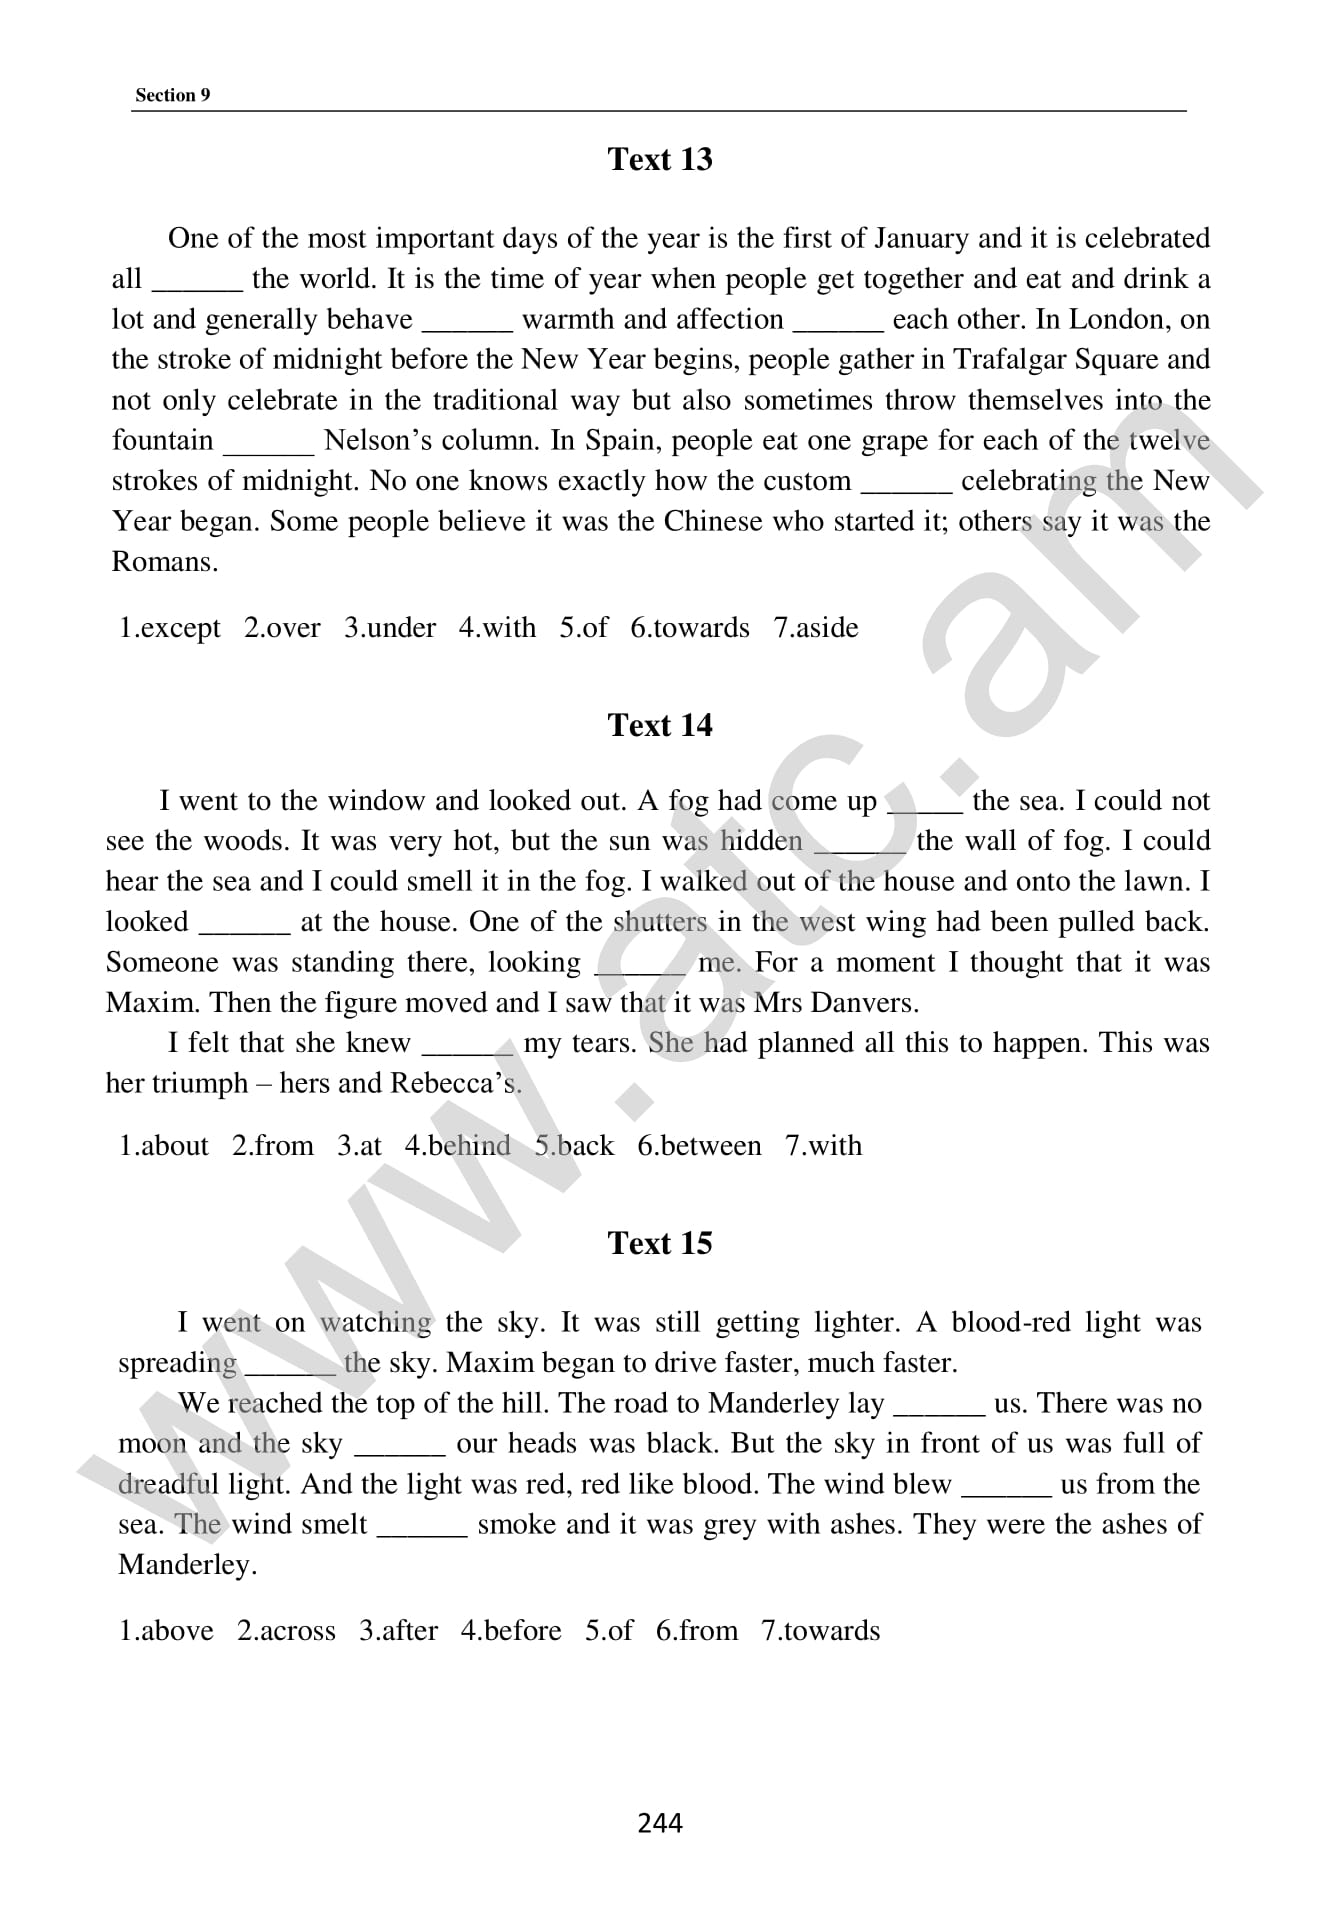 Section 9
Text 13
One of the most important days of the year is the first of January and it is celebrated
all ______ the world. It is the time of year when people get together and eat and drink a
lot and generally behave ______ warmth and affection ______ each other. In London, on
the stroke of midnight before the New Year begins, people gather in Trafalgar Square and
not only celebrate in the traditional way but also sometimes throw themselves into the
fountain ______ Nelson’s column. In Spain, people eat one grape for each of the twelve
strokes of midnight. No one knows exactly how the custom ______ celebrating the New
Year began. Some people believe it was the Chinese who started it; others say it was the
Romans.
1.except 2.over 3.under 4.with 5.of 6.towards 7.aside
Text 14
I went to the window and looked out. A fog had come up _____ the sea. I could not
see the woods. It was very hot, but the sun was hidden ______ the wall of fog. I could
hear the sea and I could smell it in the fog. I walked out of the house and onto the lawn. I
looked ______ at the house. One of the shutters in the west wing had been pulled back.
Someone was standing there, looking ______ me. For a moment I thought that it was
Maxim. Then the figure moved and I saw that it was Mrs Danvers.
I felt that she knew ______ my tears. She had planned all this to happen. This was
her triumph – hers and Rebecca’s.
1.about 2.from 3.at 4.behind 5.back 6.between 7.with
Text 15
I went on watching the sky. It was still getting lighter. A blood-red light was
spreading ______ the sky. Maxim began to drive faster, much faster.
We reached the top of the hill. The road to Manderley lay ______ us. There was no
moon and the sky ______ our heads was black. But the sky in front of us was full of
dreadful light. And the light was red, red like blood. The wind blew ______ us from the
sea. The wind smelt ______ smoke and it was grey with ashes. They were the ashes of
Manderley.
1.above 2.across 3.after 4.before 5.of 6.from 7.towards
244
www.atc.am